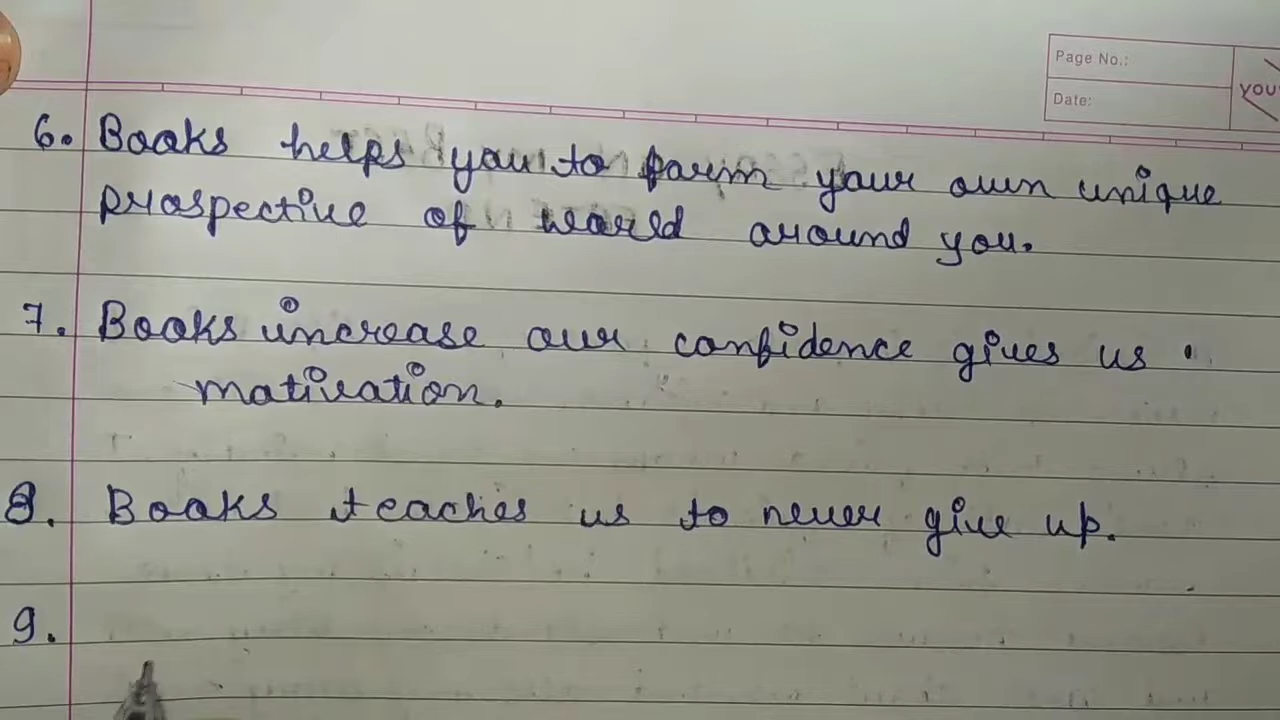 Page No.:
Date:
YOU
6. Books helps you to form your own unique
prospective of world around you.
7. Books increase our confidence gives us
motivation.
8. Books teaches us to never give up.
9.